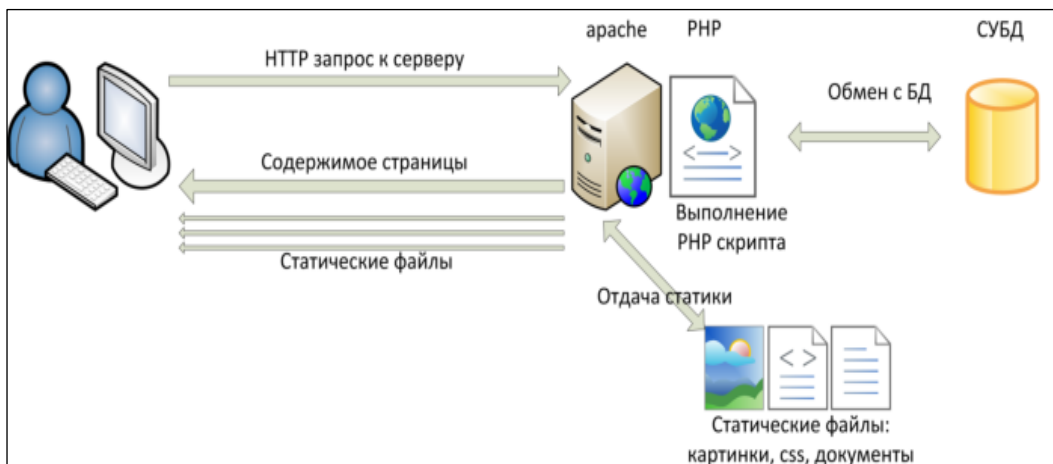 apache
PHP
СУБД
HTTP запрос к серверу
Обмен с БД
Содержимое страницы
Выполнение
PHP скрипта
Статические файлы
Отдача статики
Статические файлы:
картинки, css, документы